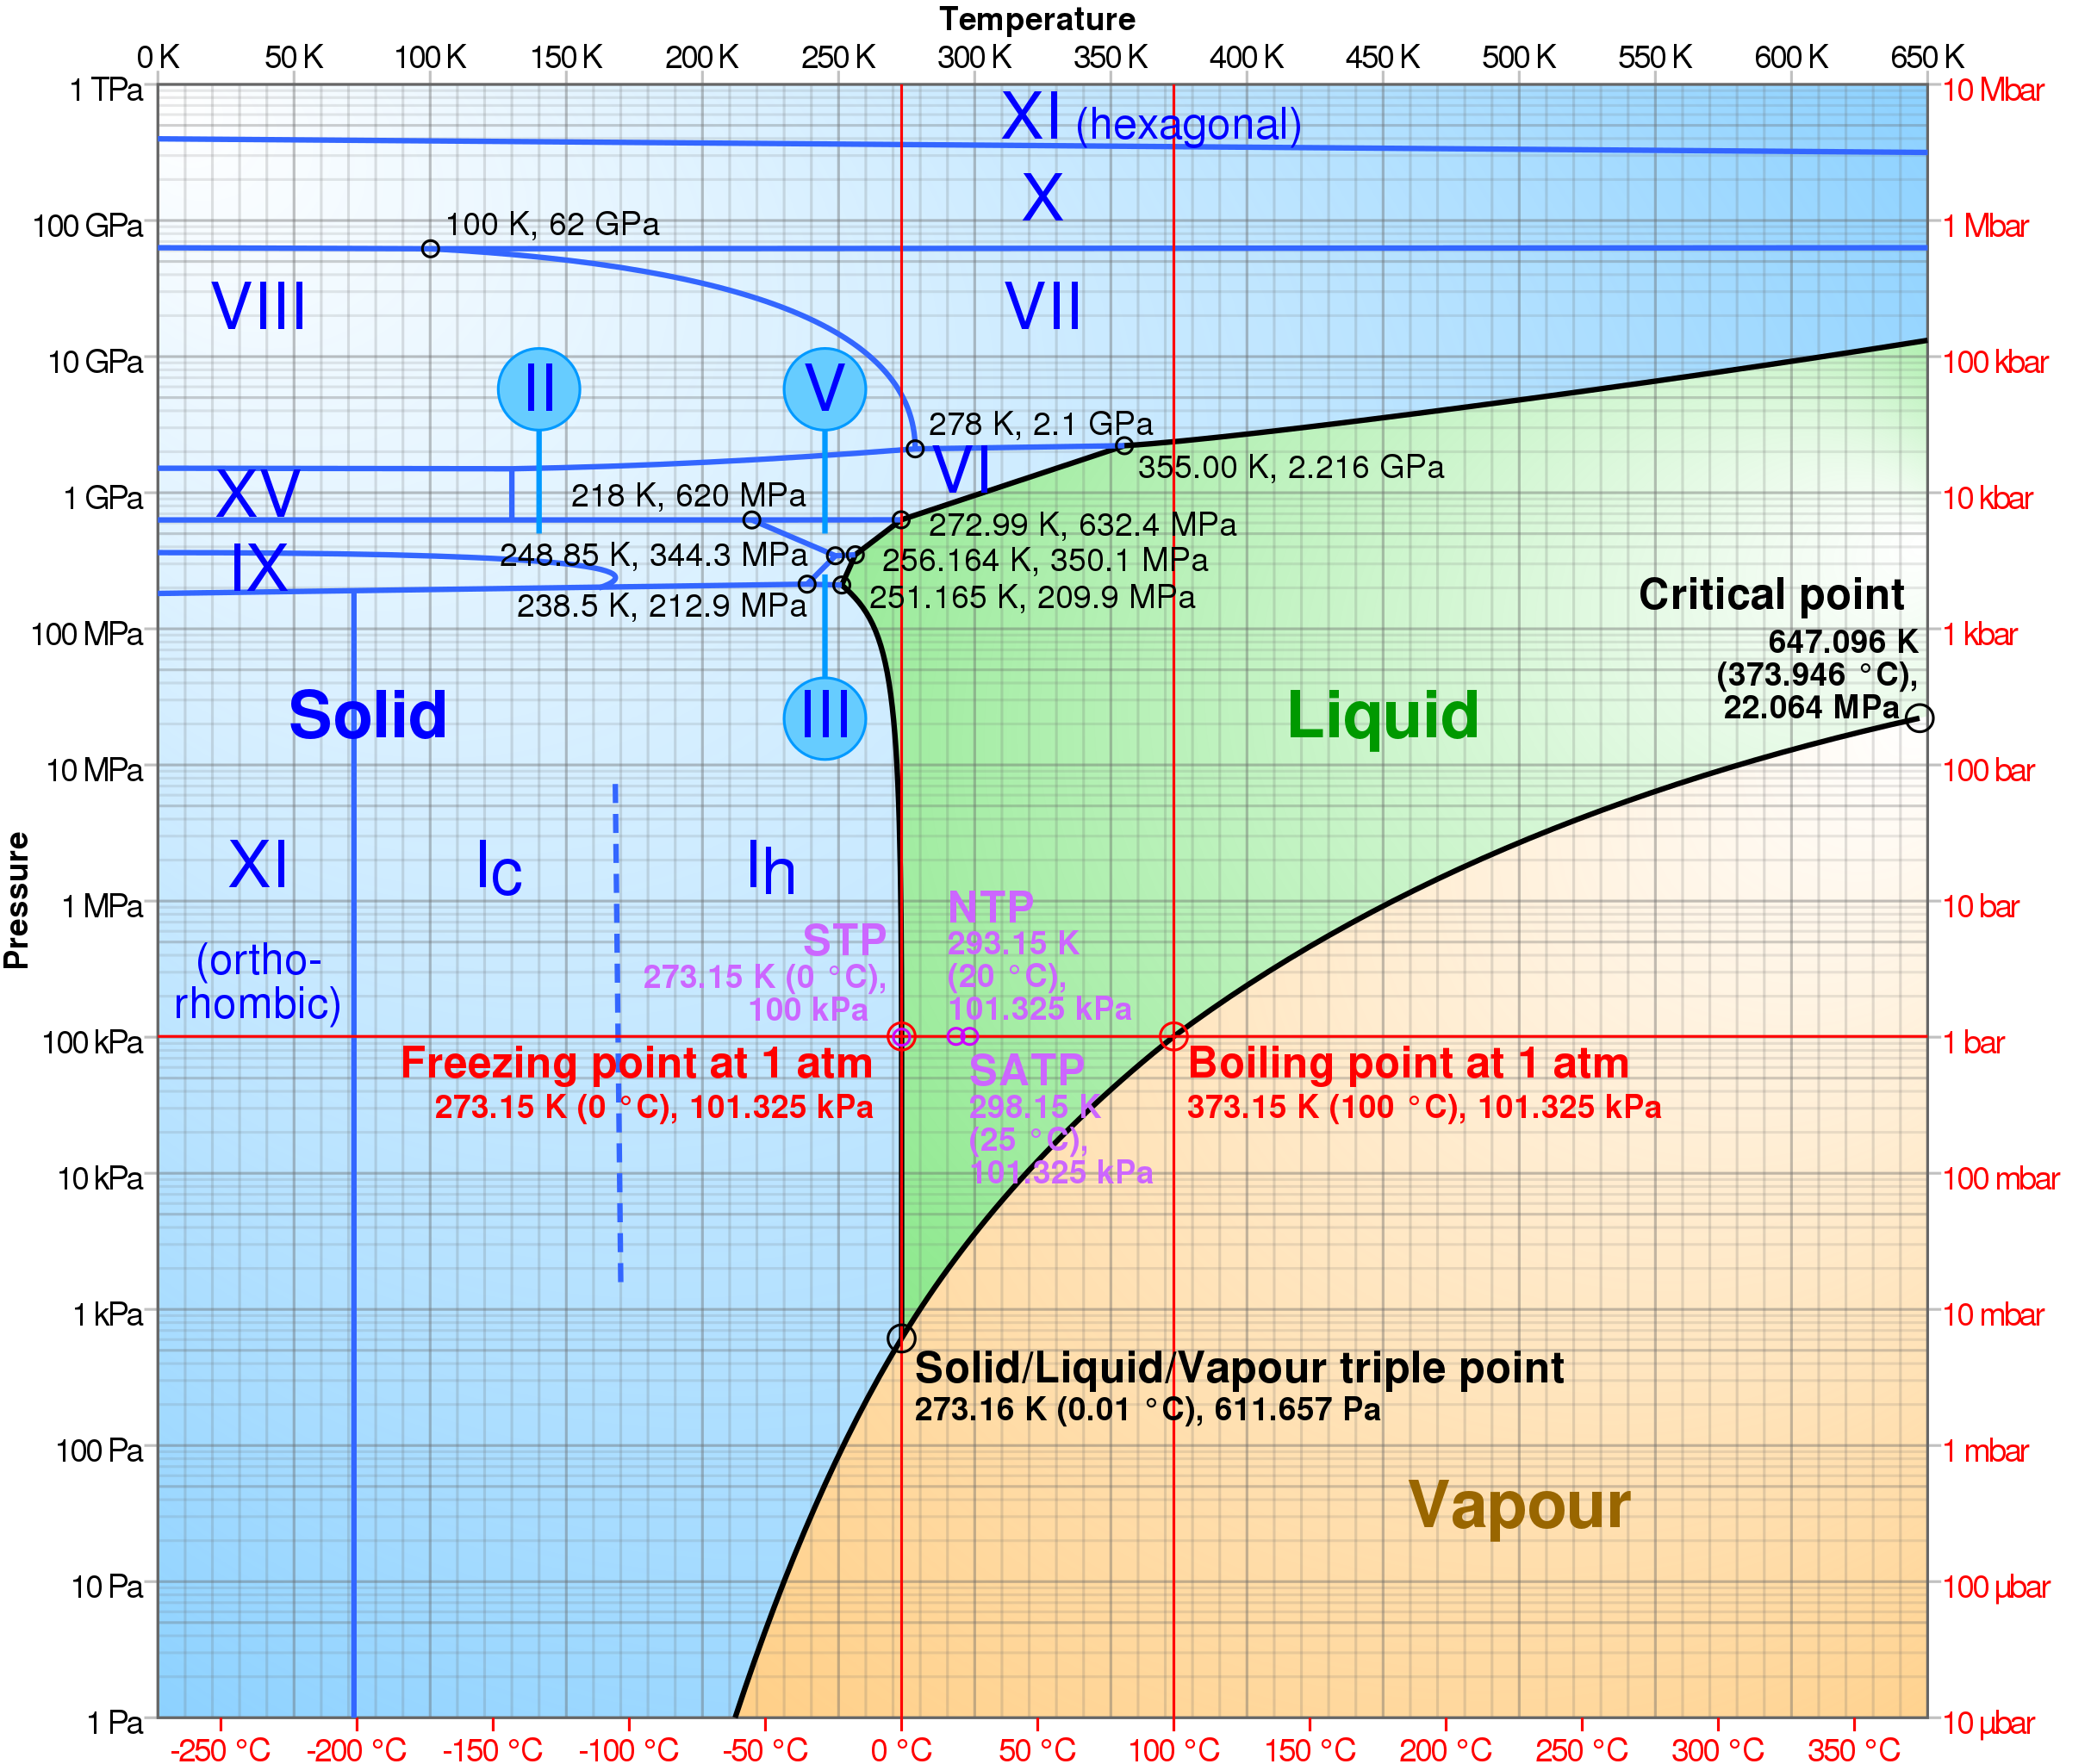 Temperature
0 K 50 K 100 K 150 K 200 K 250 K 300 K 350 K 400 K 450 K 500 K 550 K 600 K 650 K
1 TPa
10 Mbar
XI (hexagonal)
X
100 K, 62 GPa
100 GPa
1 Mbar
VIII
VII
10 GPa
100 kbar
II
V
278 K, 2.1 GPa
VI
355.00 K, 2.216 GPa
XV
218 K, 620 MPa
1 GPa
10 kbar
272.99 K, 632.4 MPa
IX
248.85 K, 344.3 MPa
256.164 K, 350.1 MPa
238.5 K, 212.9 MPa
251.165 K, 209.9 MPa
Critical point
647.096 K
(373.946 °C),
22.064 MPa
100 MPa
1 kbar
Solid
III
Liquid
10 MPa
100 bar
XI
Ic
Ih
Pressure
1 MPa
10 bar
(ortho-
rhombic)
STP
273.15 K (0 °C),
100 kPa
NTP
293.15 K
(20 °C),
101.325 kPa
100 kPa
1 bar
Freezing point at 1 atm
273.15 K (0 °C), 101.325 kPa
SATP
298.15 K
(25 °C),
101.325 kPa
Boiling point at 1 atm
373.15 K (100 °C), 101.325 kPa
10 kPa
100 mbar
1 kPa
10 mbar
Solid/Liquid/Vapour triple point
273.16 K (0.01 °C), 611.657 Pa
100 Pa
1 mbar
Vapour
10 Pa
100 µbar
1 Pa
10 µbar
-250 °C -200 °C -150 °C -100 °C -50 °C 0 °C 50 °C 100 °C 150 °C 200 °C 250 °C 300 °C 350 °C